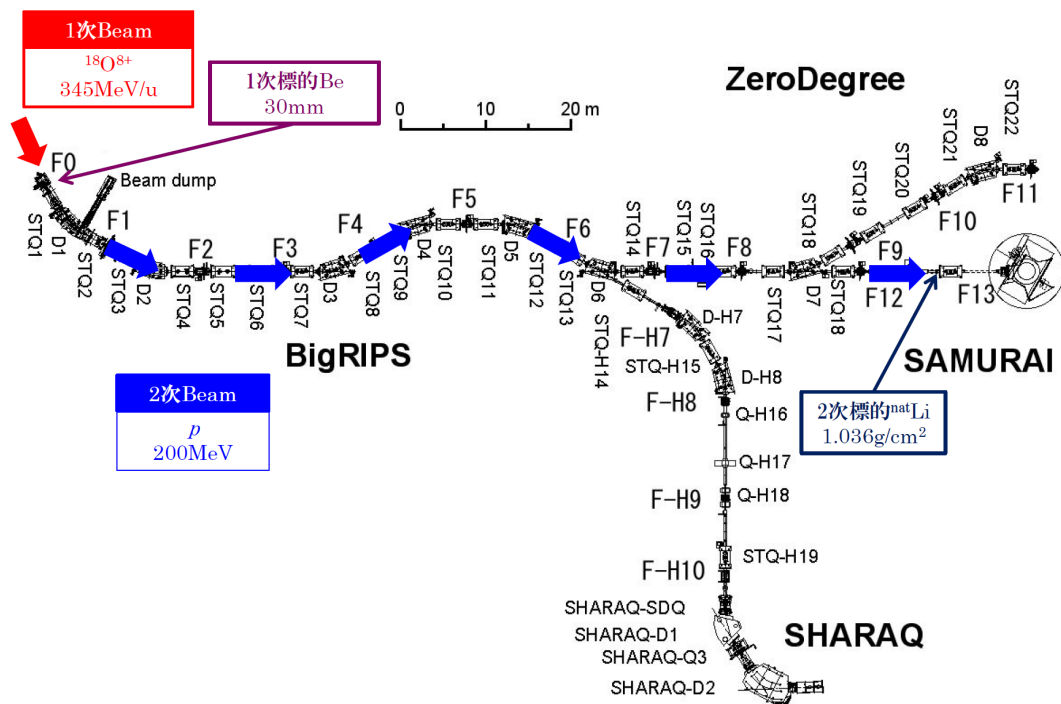 1次Beam
¹⁸O⁸⁺
345MeV/u
1次標的Be
30mm
ZeroDegree
0
10
20 m
F0
Beam dump
STQ1
D1
STQ2
F1
STQ3
D2
F2
STQ4
STQ5
F3
STQ6
STQ7
D3
F4
STQ8
STQ9
D4
STQ10
F5
STQ11
D5
STQ12
F6
STQ13
D6
STQ14
F7
STQ15
STQ16
F8
STQ17
STQ18
D7
STQ18
STQ19
STQ20
STQ21
D8
STQ22
F9
F10
F11
F12
F13
BigRIPS
SAMURAI
STQ-H14
F-H7
D-H7
STQ-H15
D-H8
F-H8
Q-H16
Q-H17
F-H9
Q-H18
STQ-H19
F-H10
SHARAQ-SDQ
SHARAQ-D1
SHARAQ-Q3
SHARAQ-D2
SHARAQ
2次Beam
p
200MeV
2次標的ⁿᵃᵗLi
1.036g/cm²